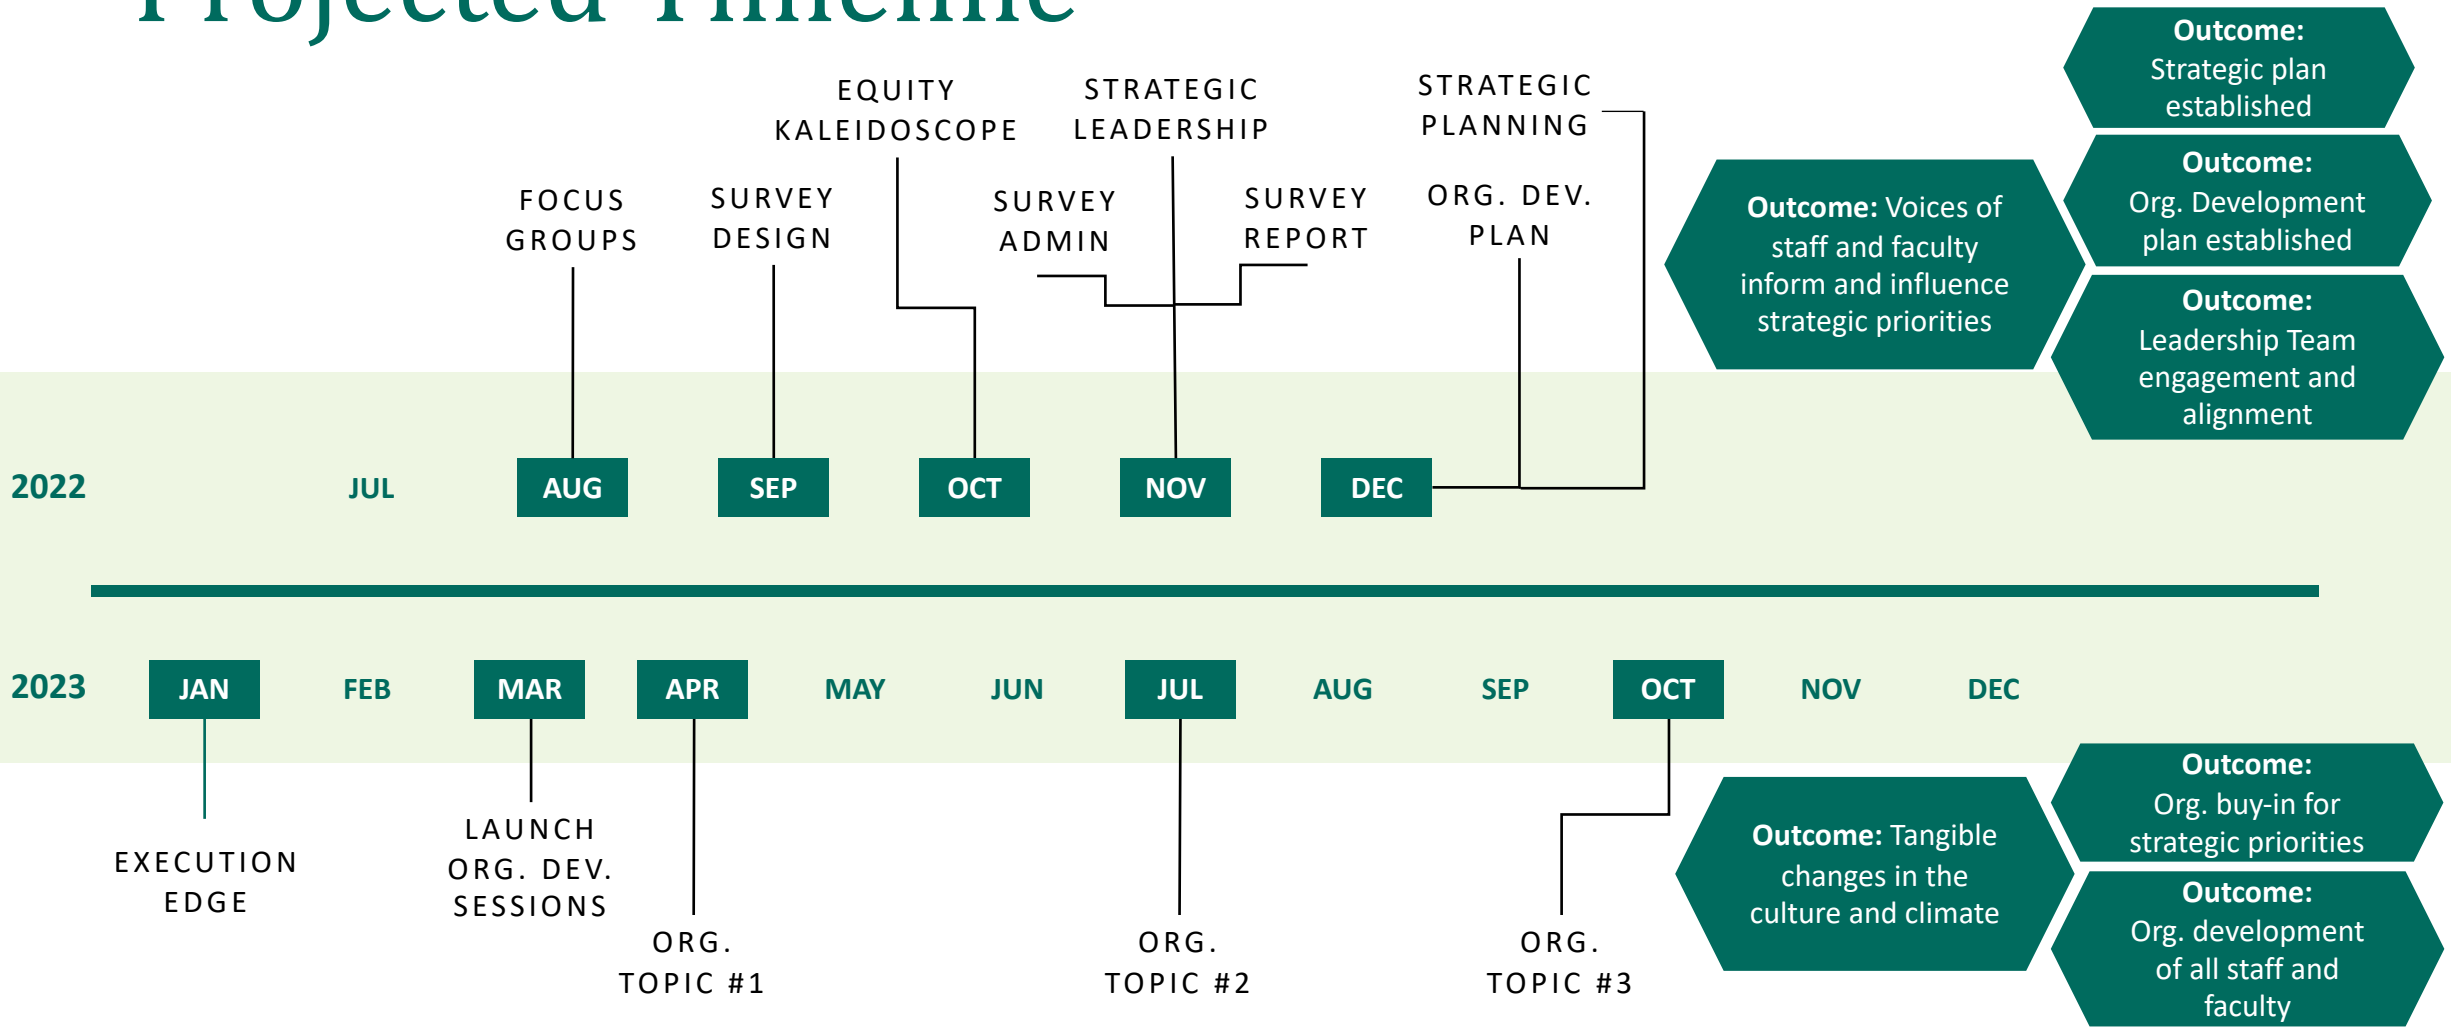 Projected Timeline
EQUITY
KALEIDOSCOPE
STRATEGIC
LEADERSHIP
STRATEGIC
PLANNING
FOCUS
GROUPS
SURVEY
DESIGN
SURVEY
ADMIN
SURVEY
REPORT
ORG. DEV.
PLAN
Outcome: Voices of
staff and faculty
inform and influence
strategic priorities
Outcome:
Strategic plan
established
Outcome:
Org. Development
plan established
Outcome:
Leadership Team
engagement and
alignment
2022 JUL AUG SEP OCT NOV DEC
2023 JAN FEB MAR APR MAY JUN JUL AUG SEP OCT NOV DEC
EXECUTION
EDGE
LAUNCH
ORG. DEV.
SESSIONS
ORG.
TOPIC #1
ORG.
TOPIC #2
ORG.
TOPIC #3
Outcome: Tangible
changes in the
culture and climate
Outcome:
Org. buy-in for
strategic priorities
Outcome:
Org. development
of all staff and
faculty